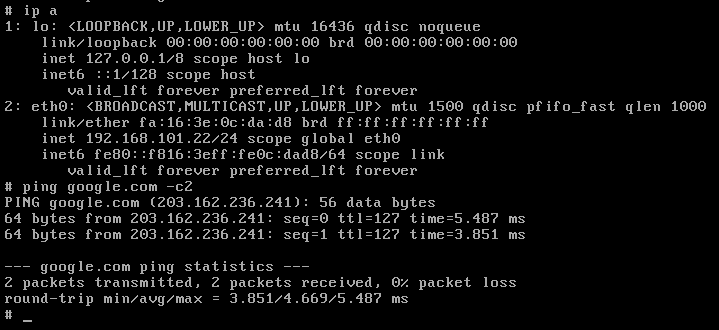 # ip a
1: lo: <LOOPBACK,UP,LOWER_UP> mtu 16436 qdisc noqueue
    link/loopback 00:00:00:00:00:00 brd 00:00:00:00:00:00
    inet 127.0.0.1/8 scope host lo
    inet6 ::1/128 scope host
       valid_lft forever preferred_lft forever
2: eth0: <BROADCAST,MULTICAST,UP,LOWER_UP> mtu 1500 qdisc pfifo_fast qlen 1000
    link/ether fa:16:3e:0c:da:d8 brd ff:ff:ff:ff:ff:ff
    inet 192.168.101.22/24 scope global eth0
    inet6 fe80::f816:3eff:fe0c:dad8/64 scope link
       valid_lft forever preferred_lft forever
# ping google.com -c2
PING google.com (203.162.236.241): 56 data bytes
64 bytes from 203.162.236.241: seq=0 ttl=127 time=5.487 ms
64 bytes from 203.162.236.241: seq=1 ttl=127 time=3.851 ms

--- google.com ping statistics ---
2 packets transmitted, 2 packets received, 0% packet loss
round-trip min/avg/max = 3.851/4.669/5.487 ms
# _